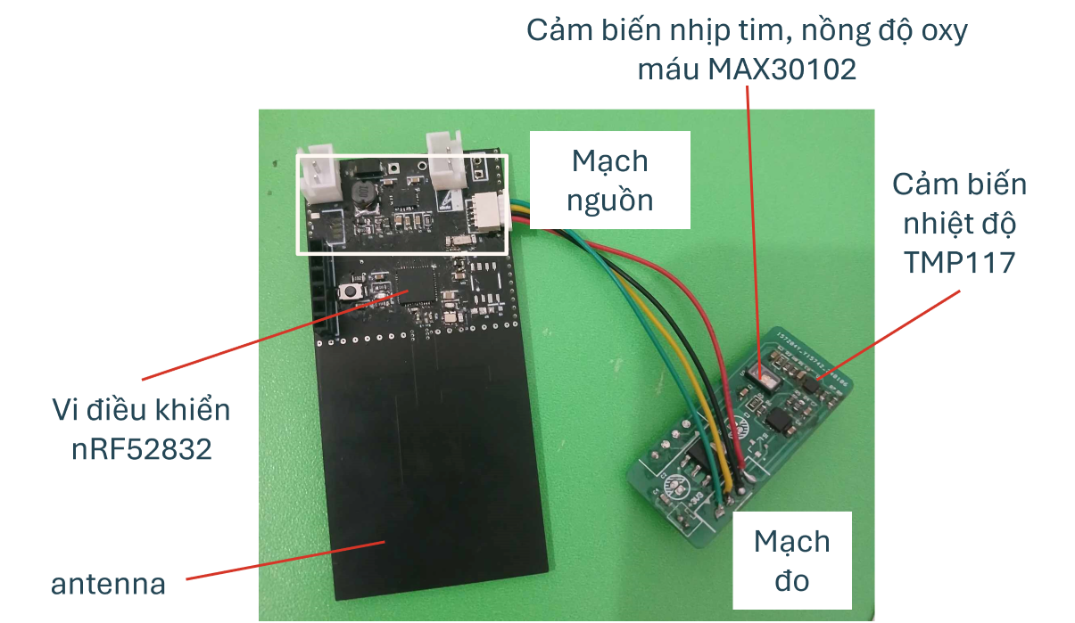 Cảm biến nhịp tim, nồng độ oxy
máu MAX30102
Mạch
nguồn
Cảm biến
nhiệt độ
TMP117
Vi điều khiển
nRF52832
antenna
Mạch
đo